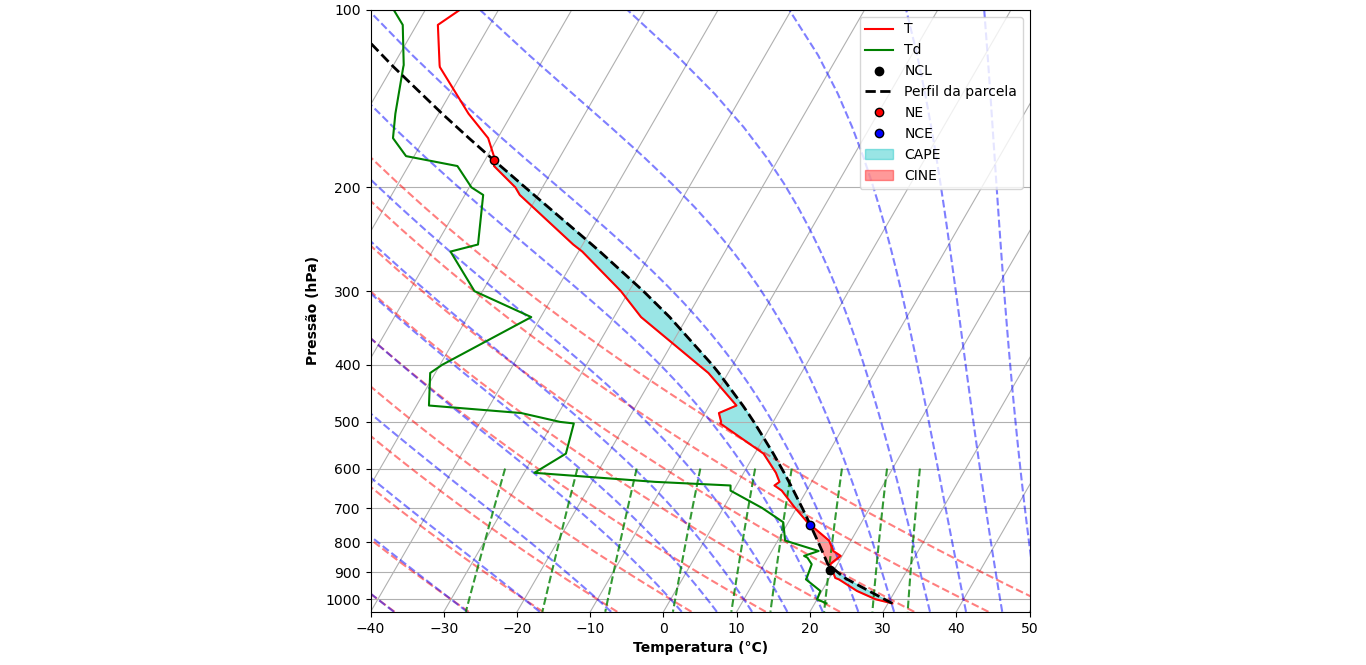 100
200
300
400
500
600
700
800
900
1000
Pressão (hPa)
−40 −30 −20 −10 0 10 20 30 40 50
Temperatura (°C)
T
Td
NCL
Perfil da parcela
NE
NCE
CAPE
CINE